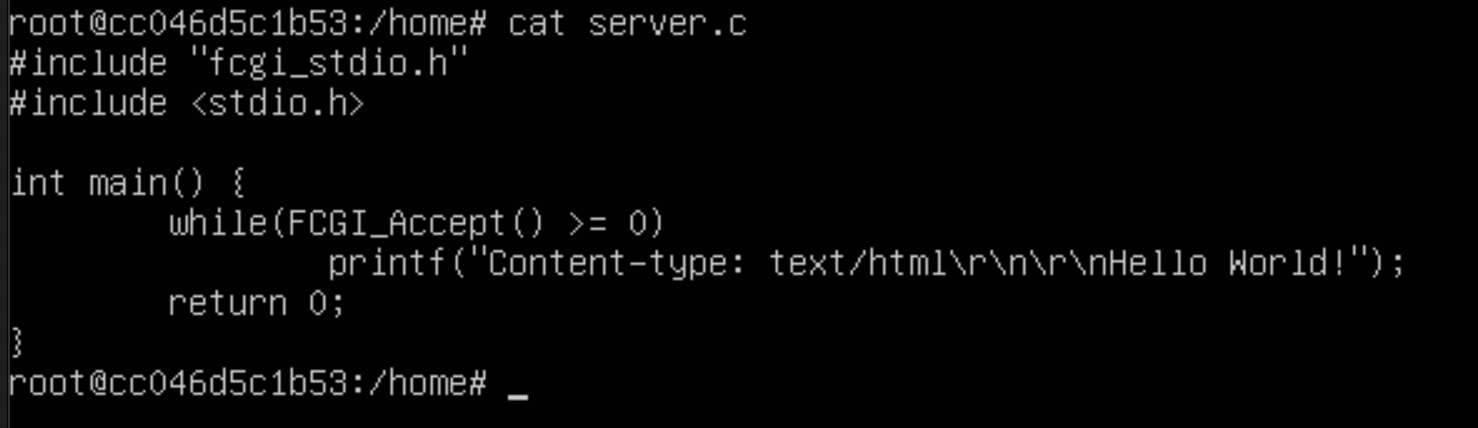 root@cc046d5c1b53:/home# cat server.c
#include "fcgi_stdio.h"
#include <stdio.h>

int main() {
        while(FCGI_Accept() >= 0)
                printf("Content-type: text/html\r\n\r\nHello World!");
        return 0;
}
root@cc046d5c1b53:/home# _